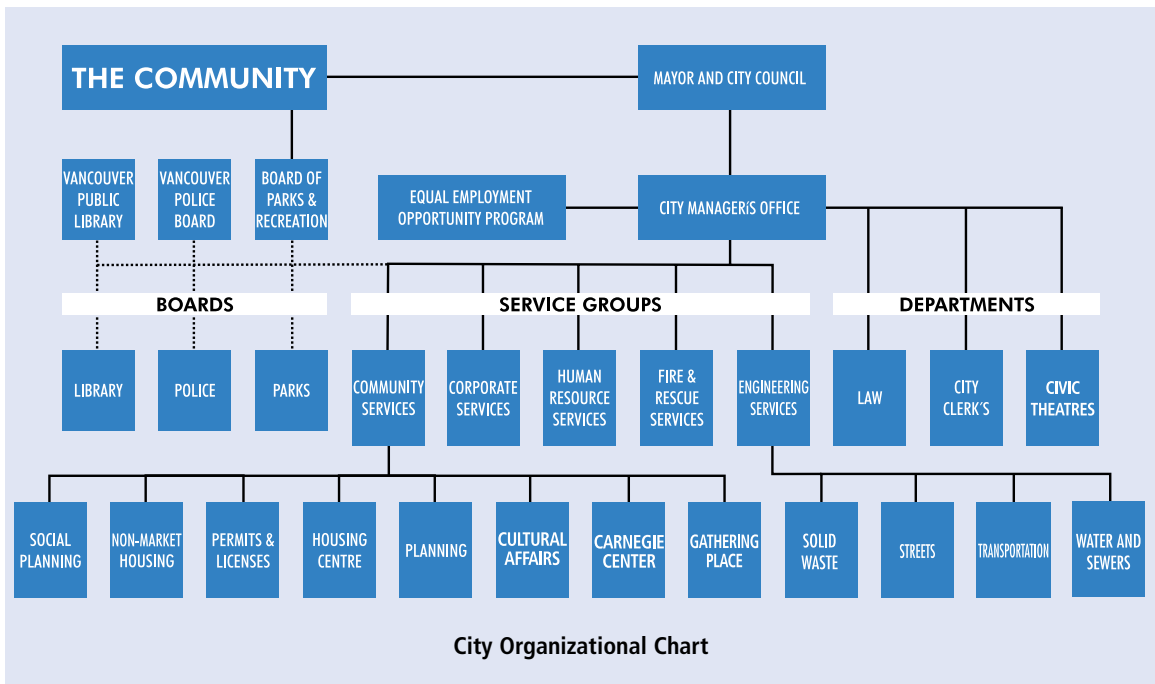 THE COMMUNITY
MAYOR AND CITY COUNCIL
VANCOUVER
PUBLIC
LIBRARY
VANCOUVER
POLICE
BOARD
BOARD OF
PARKS &
RECREATION
EQUAL EMPLOYMENT
OPPORTUNITY PROGRAM
CITY MANAGERíS OFFICE
BOARDS
SERVICE GROUPS
DEPARTMENTS
LIBRARY
POLICE
PARKS
COMMUNITY
SERVICES
CORPORATE
SERVICES
HUMAN
RESOURCE
SERVICES
FIRE &
RESCUE
SERVICES
ENGINEERING
SERVICES
LAW
CITY
CLERK´S
CIVIC
THEATRES
SOCIAL
PLANNING
NON-MARKET
HOUSING
PERMITS &
LICENSES
HOUSING
CENTRE
PLANNING
CULTURAL
AFFAIRS
CARNEGIE
CENTER
GATHERING
PLACE
SOLID
WASTE
STREETS
TRANSPORTATION
WATER AND
SEWERS
City Organizational Chart